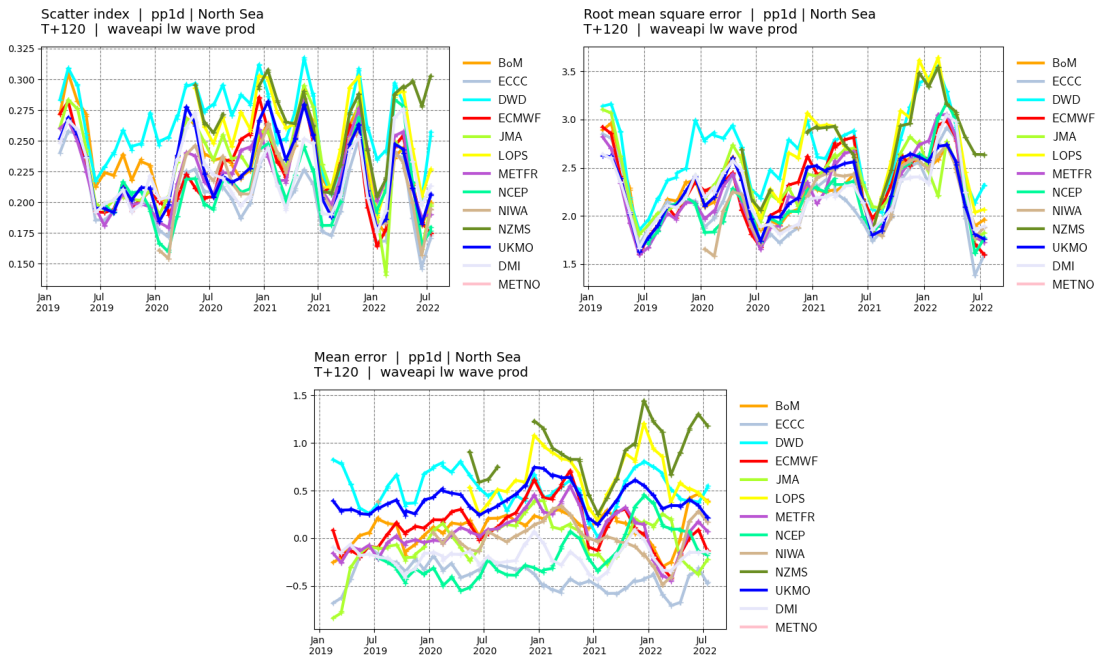 Scatter index | pp1d | North Sea
T+120 | waveapi lw wave prod
0.325
0.300
0.275
0.250
0.225
0.200
0.175
0.150
Jan
2019
Jul
2019
Jan
2020
Jul
2020
Jan
2021
Jul
2021
Jan
2022
Jul
2022
BoM
ECCC
DWD
ECMWF
JMA
LOPS
METFR
NCEP
NIWA
NZMS
UKMO
DMI
METNO
Root mean square error | pp1d | North Sea
T+120 | waveapi lw wave prod
3.5
3.0
2.5
2.0
1.5
Jan
2019
Jul
2019
Jan
2020
Jul
2020
Jan
2021
Jul
2021
Jan
2022
Jul
2022
BoM
ECCC
DWD
ECMWF
JMA
LOPS
METFR
NCEP
NIWA
NZMS
UKMO
DMI
METNO
Mean error | pp1d | North Sea
T+120 | waveapi lw wave prod
1.5
1.0
0.5
0.0
−0.5
Jan
2019
Jul
2019
Jan
2020
Jul
2020
Jan
2021
Jul
2021
Jan
2022
Jul
2022
BoM
ECCC
DWD
ECMWF
JMA
LOPS
METFR
NCEP
NIWA
NZMS
UKMO
DMI
METNO